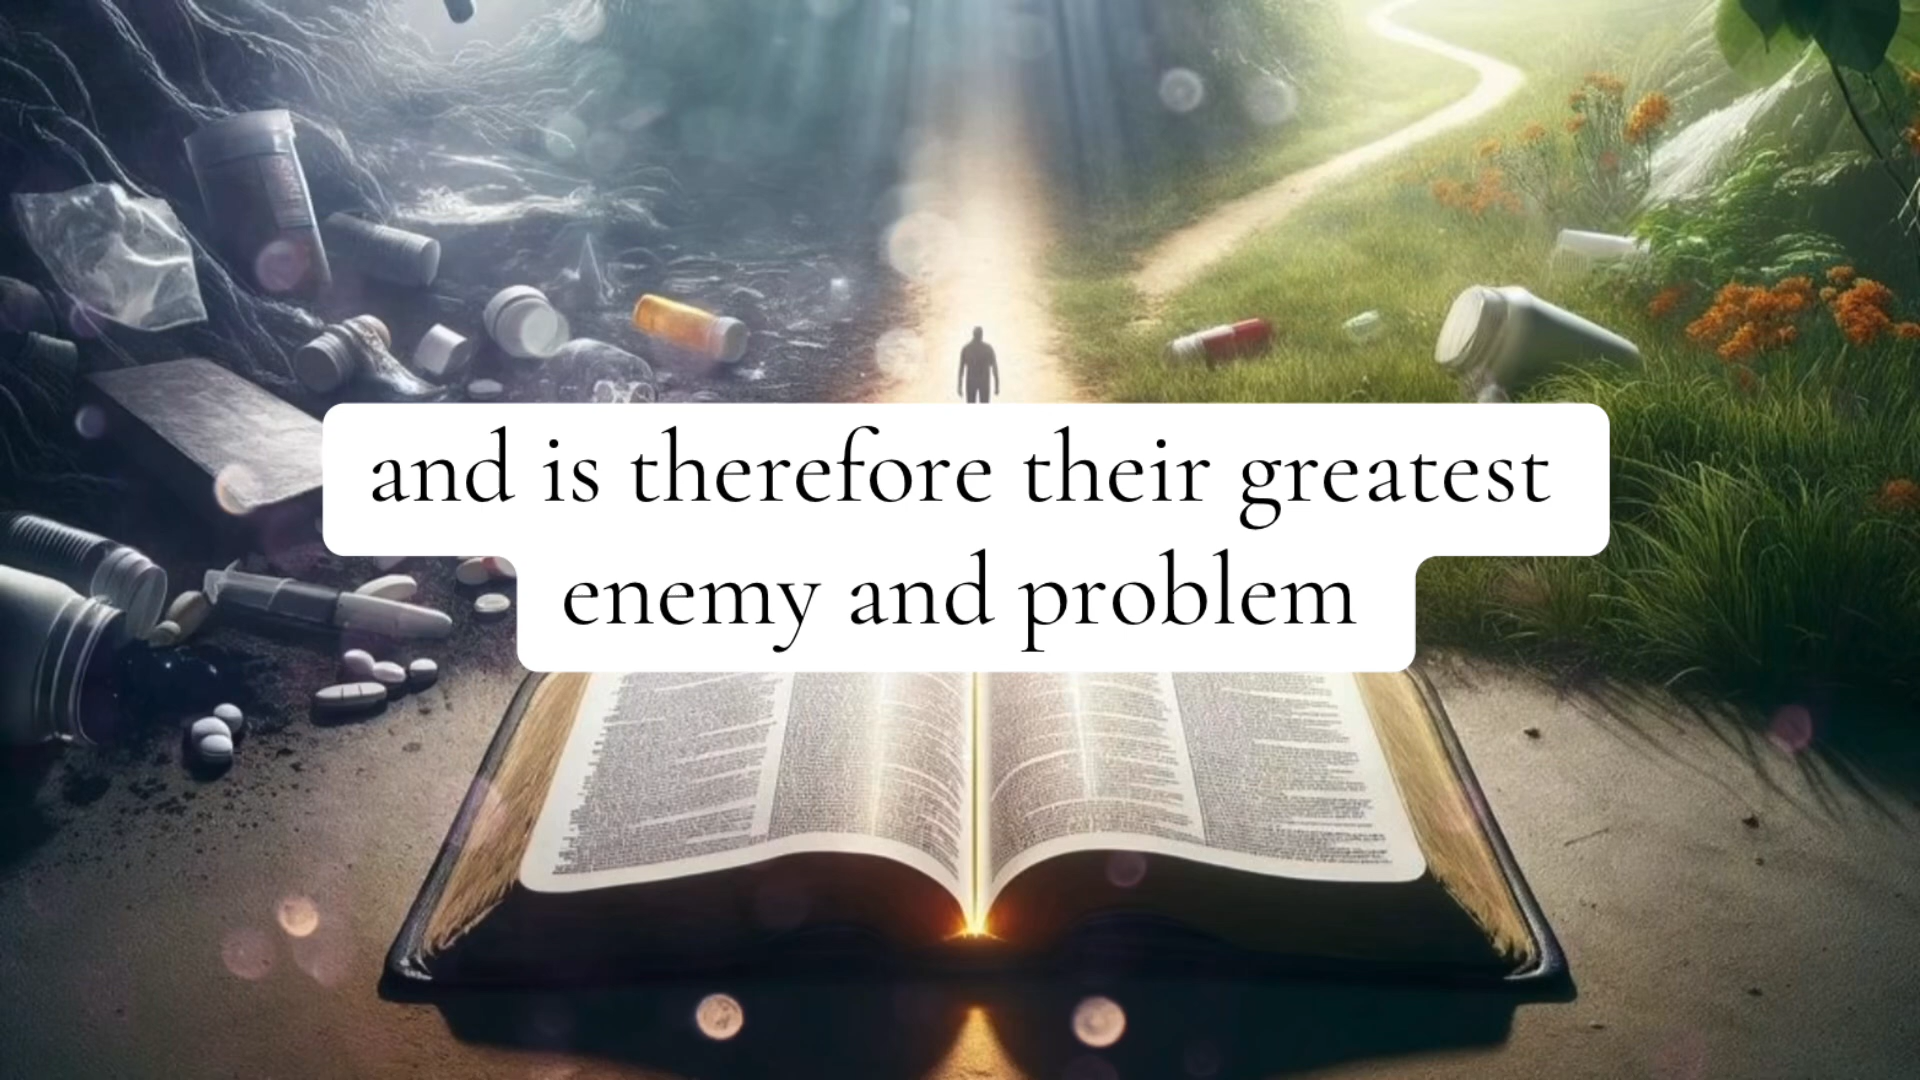 and is therefore their greatest
enemy and problem